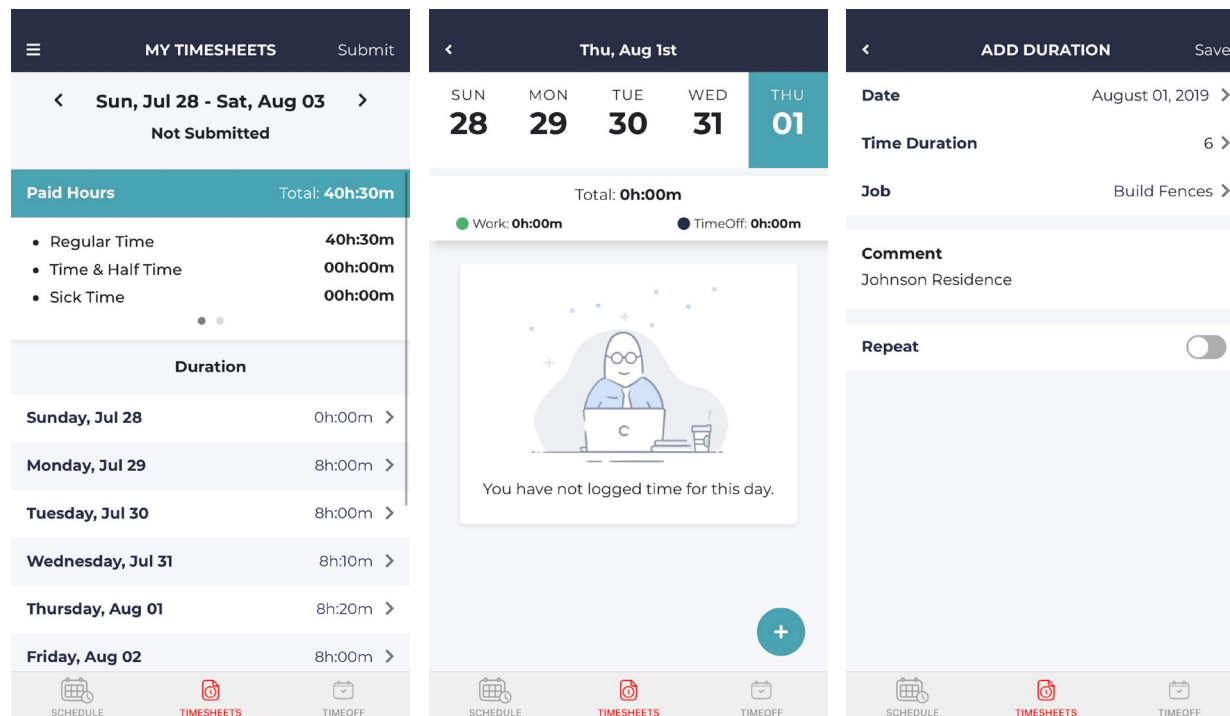 MY TIMESHEETS Submit
Sun, Jul 28 - Sat, Aug 03
Not Submitted
Paid Hours Total: 40h:30m
• Regular Time 40h:30m
• Time & Half Time 00h:00m
• Sick Time 00h:00m
Duration
Sunday, Jul 28 0h:00m
Monday, Jul 29 8h:00m
Tuesday, Jul 30 8h:00m
Wednesday, Jul 31 8h:10m
Thursday, Aug 01 8h:20m
Friday, Aug 02 8h:00m
SCHEDULE TIMESHEETS TIMEOFF
Thu, Aug 1st
SUN MON TUE WED THU
28 29 30 31 01
Total: 0h:00m
Work: 0h:00m TimeOff: 0h:00m
C
You have not logged time for this day.
+
SCHEDULE TIMESHEETS TIMEOFF
ADD DURATION Save
Date August 01, 2019
Time Duration 6
Job Build Fences
Comment
Johnson Residence
Repeat
SCHEDULE TIMESHEETS TIMEOFF